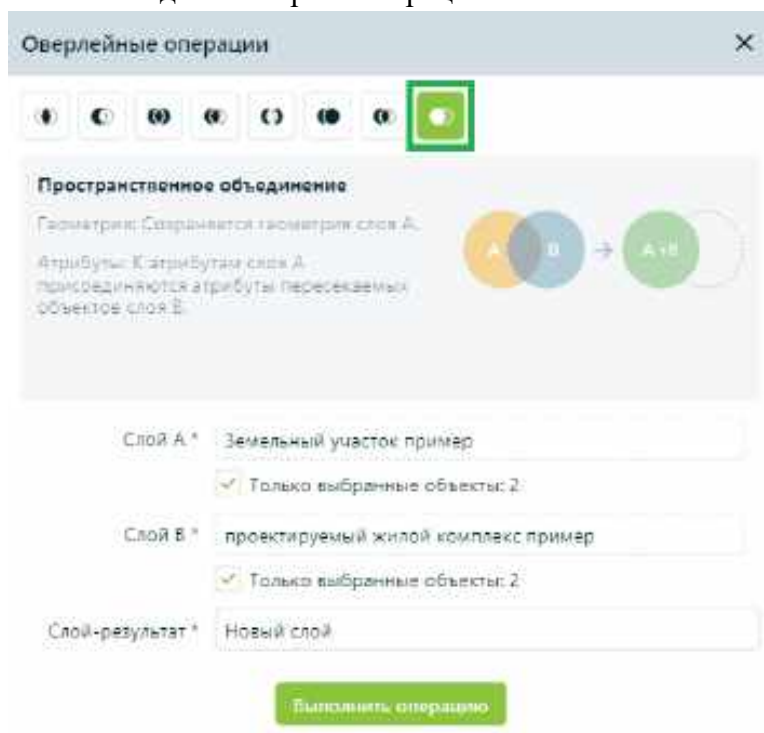 Оверлейные операции
Пространственное объединение
Геометрия: Сохраняется геометрия слоя А.
Атрибуты: К атрибутам слоя А
присоединяются атрибуты пересекаемых
объектов слоя В.
А В → А+В
Слой А *
Земельный участок пример
Только выбранные объекты: 2
Слой В *
проектируемый жилой комплекс пример
Только выбранные объекты: 2
Слой-результат *
Новый слой
Выполнить операцию